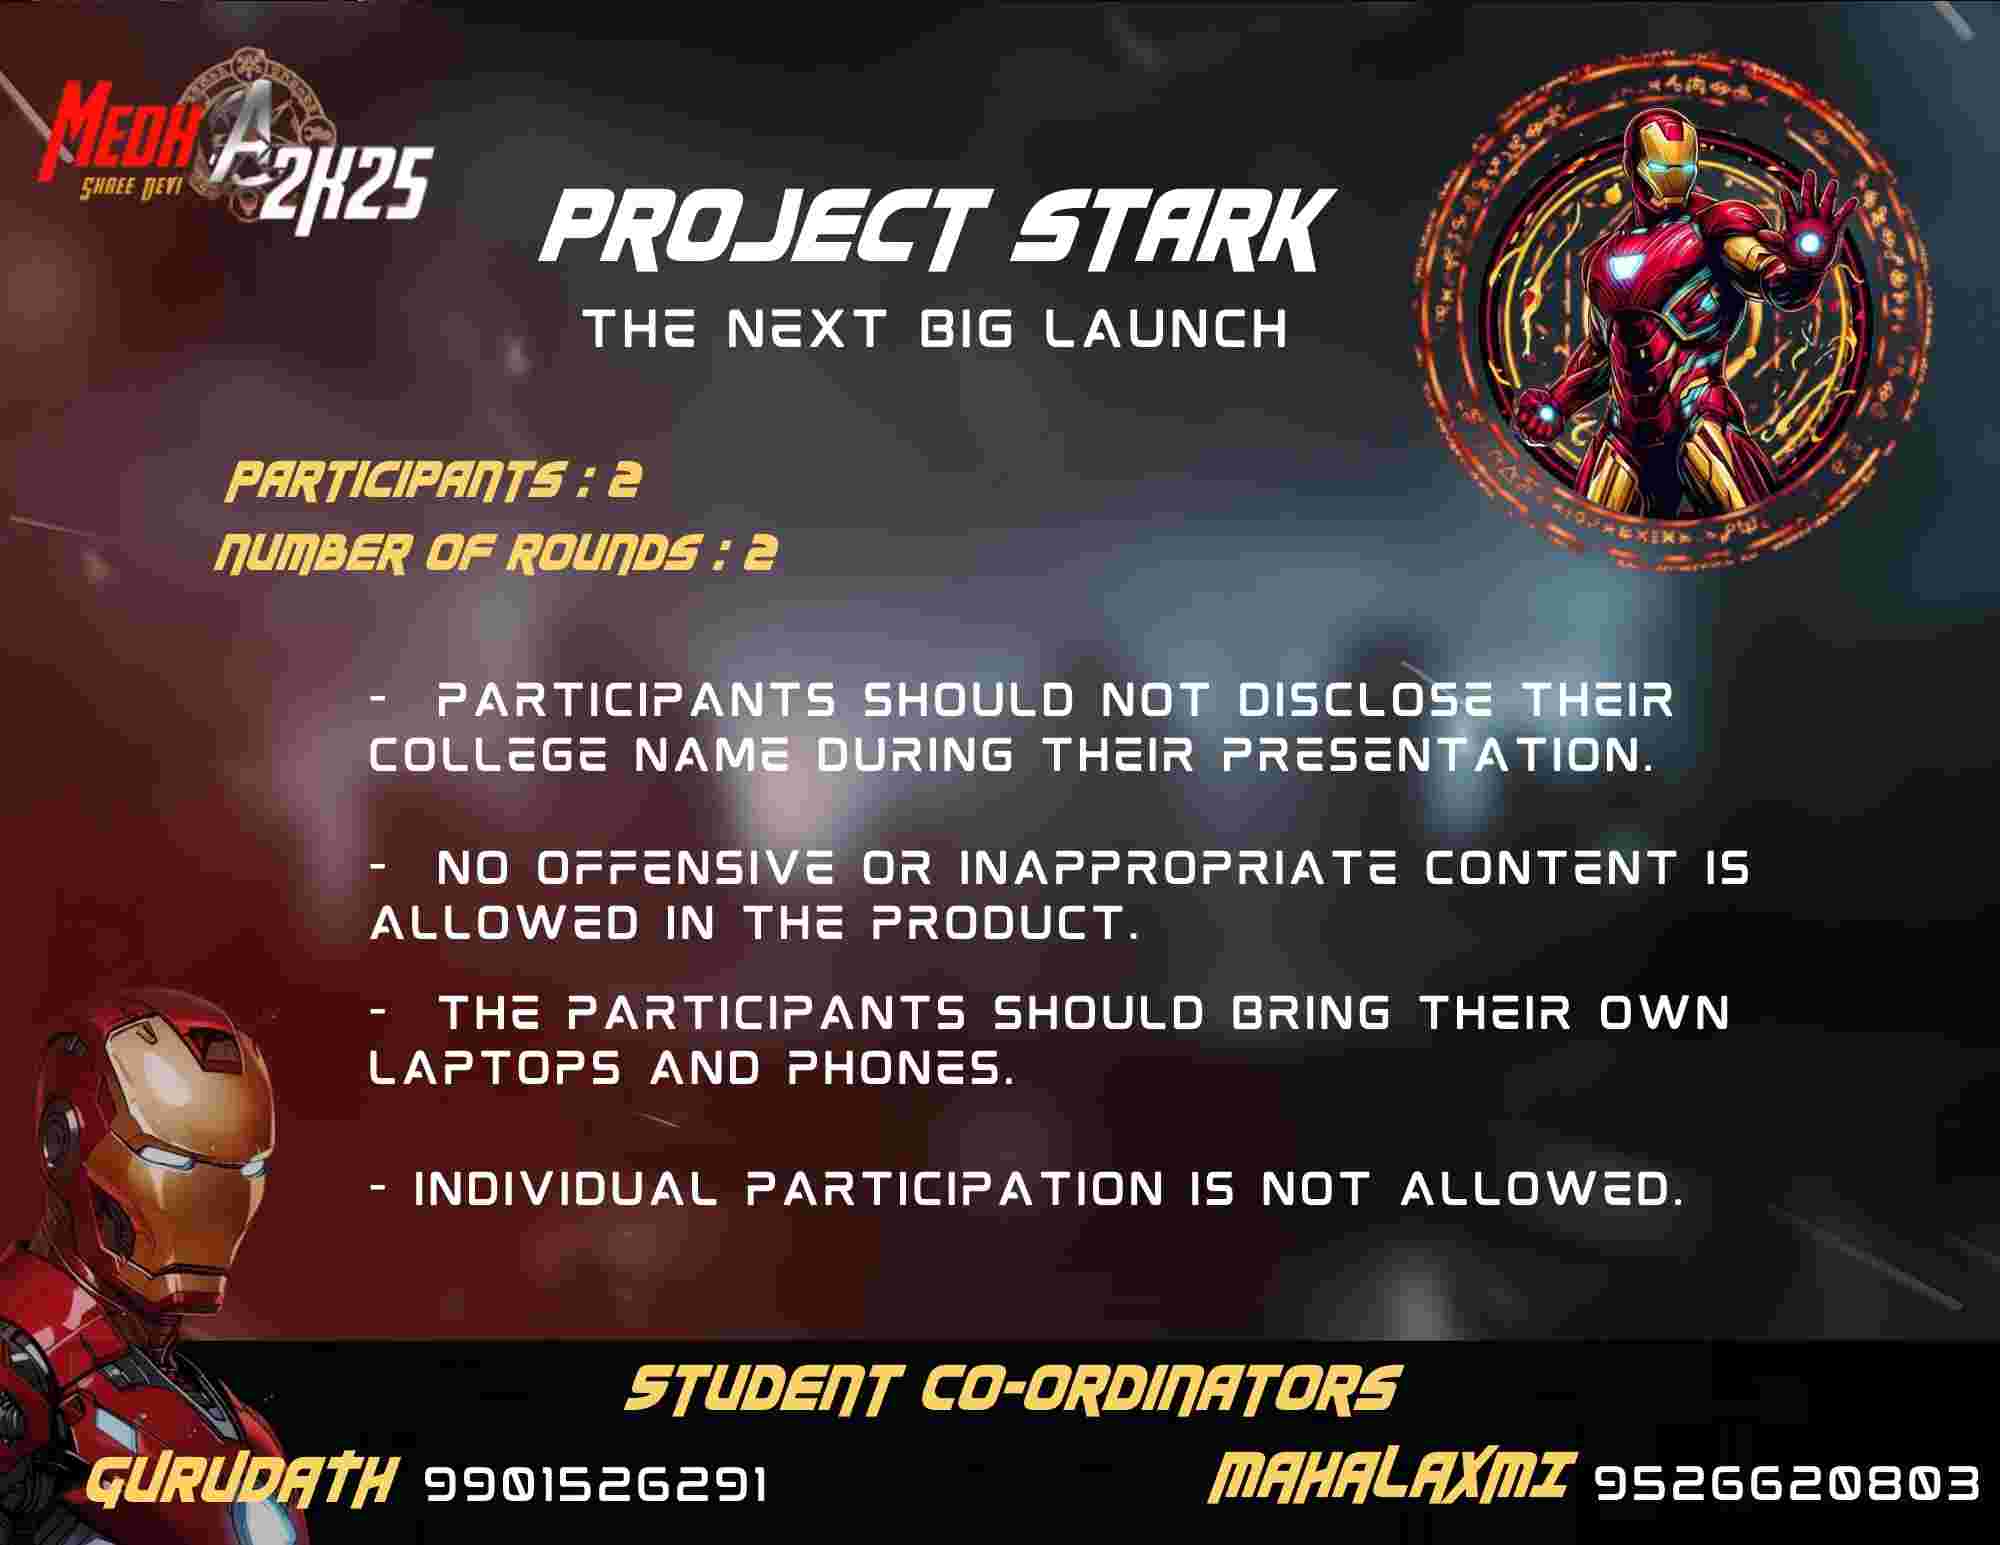 MEDHA 2K25
SHREE DEVI
PROJECT STARK
THE NEXT BIG LAUNCH
PARTICIPANTS : 2
NUMBER OF ROUNDS : 2
- PARTICIPANTS SHOULD NOT DISCLOSE THEIR
COLLEGE NAME DURING THEIR PRESENTATION.
- NO OFFENSIVE OR INAPPROPRIATE CONTENT IS
ALLOWED IN THE PRODUCT.
- THE PARTICIPANTS SHOULD BRING THEIR OWN
LAPTOPS AND PHONES.
- INDIVIDUAL PARTICIPATION IS NOT ALLOWED.
STUDENT CO-ORDINATORS
GURUDATH 9901526291
MAHALAXMI 9526620803